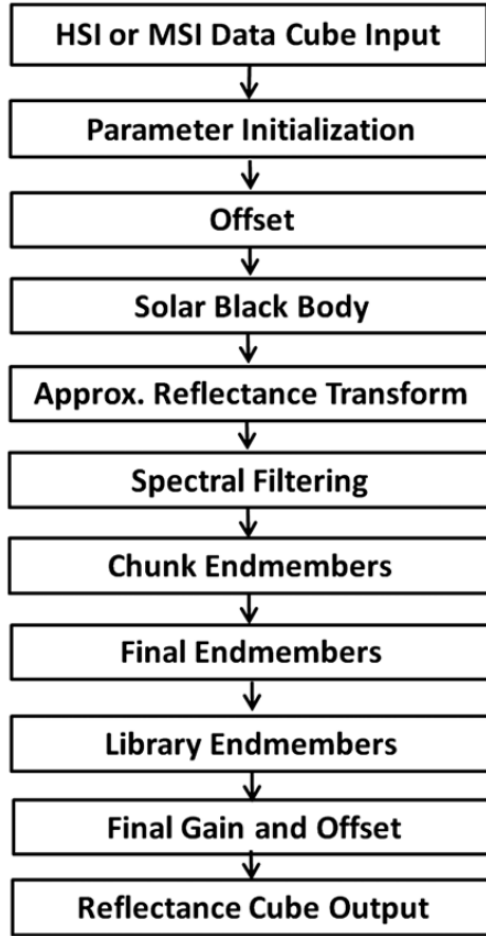 HSI or MSI Data Cube Input
Parameter Initialization
Offset
Solar Black Body
Approx. Reflectance Transform
Spectral Filtering
Chunk Endmembers
Final Endmembers
Library Endmembers
Final Gain and Offset
Reflectance Cube Output